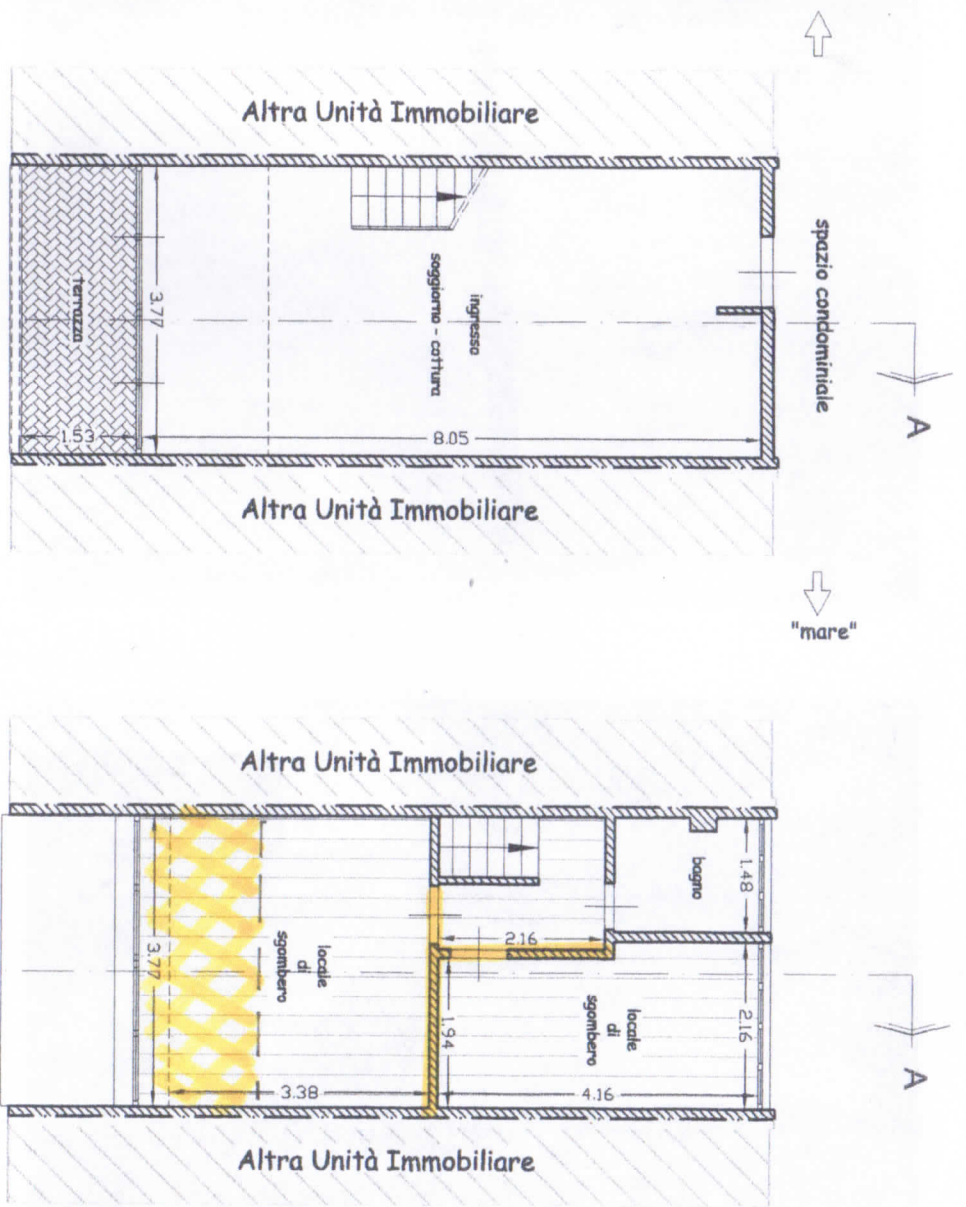 Altra Unità Immobiliare
spazio condominiale
ingresso
soggiorno - cottura
terrazza
3.77
1.53
8.05
A
Altra Unità Immobiliare
"mare"
Altra Unità Immobiliare
bagno
1.48
2.16
locale
di
sgombero
3.77
1.94
2.16
locale
di
sgombero
3.38
4.16
A
Altra Unità Immobiliare